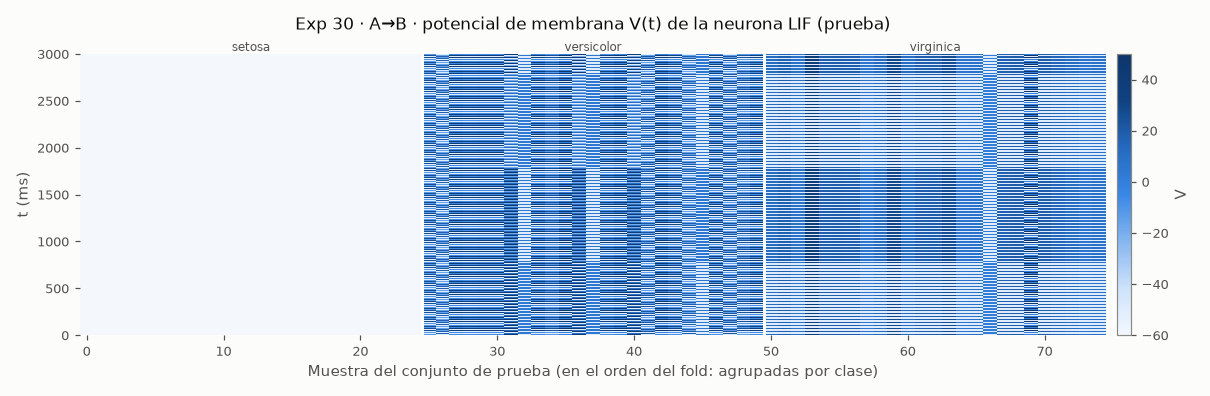 Exp 30 · A→B · potencial de membrana V(t) de la neurona LIF (prueba)
setosa versicolor virginica
3000
2500
2000
1500
1000
500
0
t (ms)
0 10 20 30 40 50 60 70
Muestra del conjunto de prueba (en el orden del fold: agrupadas por clase)
40
20
0
−20
−40
−60
V